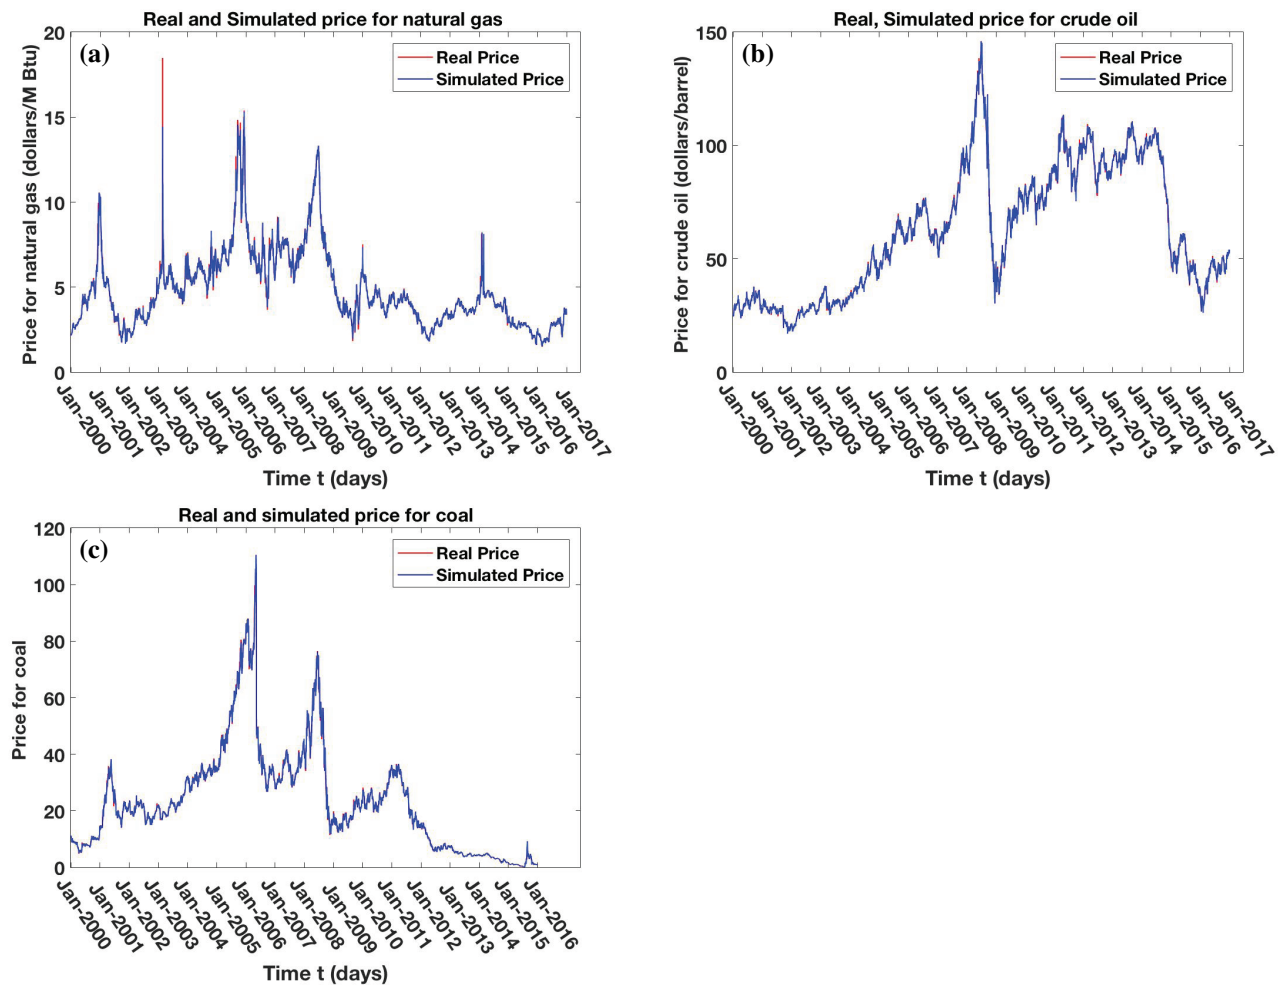 Real and Simulated price for natural gas
(a)
Real Price
Simulated Price
Price for natural gas (dollars/M Btu)
20
15
10
5
0
Jan-2000
Jan-2001
Jan-2002
Jan-2003
Jan-2004
Jan-2005
Jan-2006
Jan-2007
Jan-2008
Jan-2009
Jan-2010
Jan-2011
Jan-2012
Jan-2013
Jan-2014
Jan-2015
Jan-2016
Jan-2017
Time t (days)
Real, Simulated price for crude oil
(b)
Real Price
Simulated Price
Price for crude oil (dollars/barrel)
150
100
50
0
Jan-2000
Jan-2001
Jan-2002
Jan-2003
Jan-2004
Jan-2005
Jan-2006
Jan-2007
Jan-2008
Jan-2009
Jan-2010
Jan-2011
Jan-2012
Jan-2013
Jan-2014
Jan-2015
Jan-2016
Jan-2017
Time t (days)
Real and simulated price for coal
(c)
Real Price
Simulated Price
Price for coal
120
100
80
60
40
20
0
Jan-2000
Jan-2001
Jan-2002
Jan-2003
Jan-2004
Jan-2005
Jan-2006
Jan-2007
Jan-2008
Jan-2009
Jan-2010
Jan-2011
Jan-2012
Jan-2013
Jan-2014
Jan-2015
Jan-2016
Time t (days)